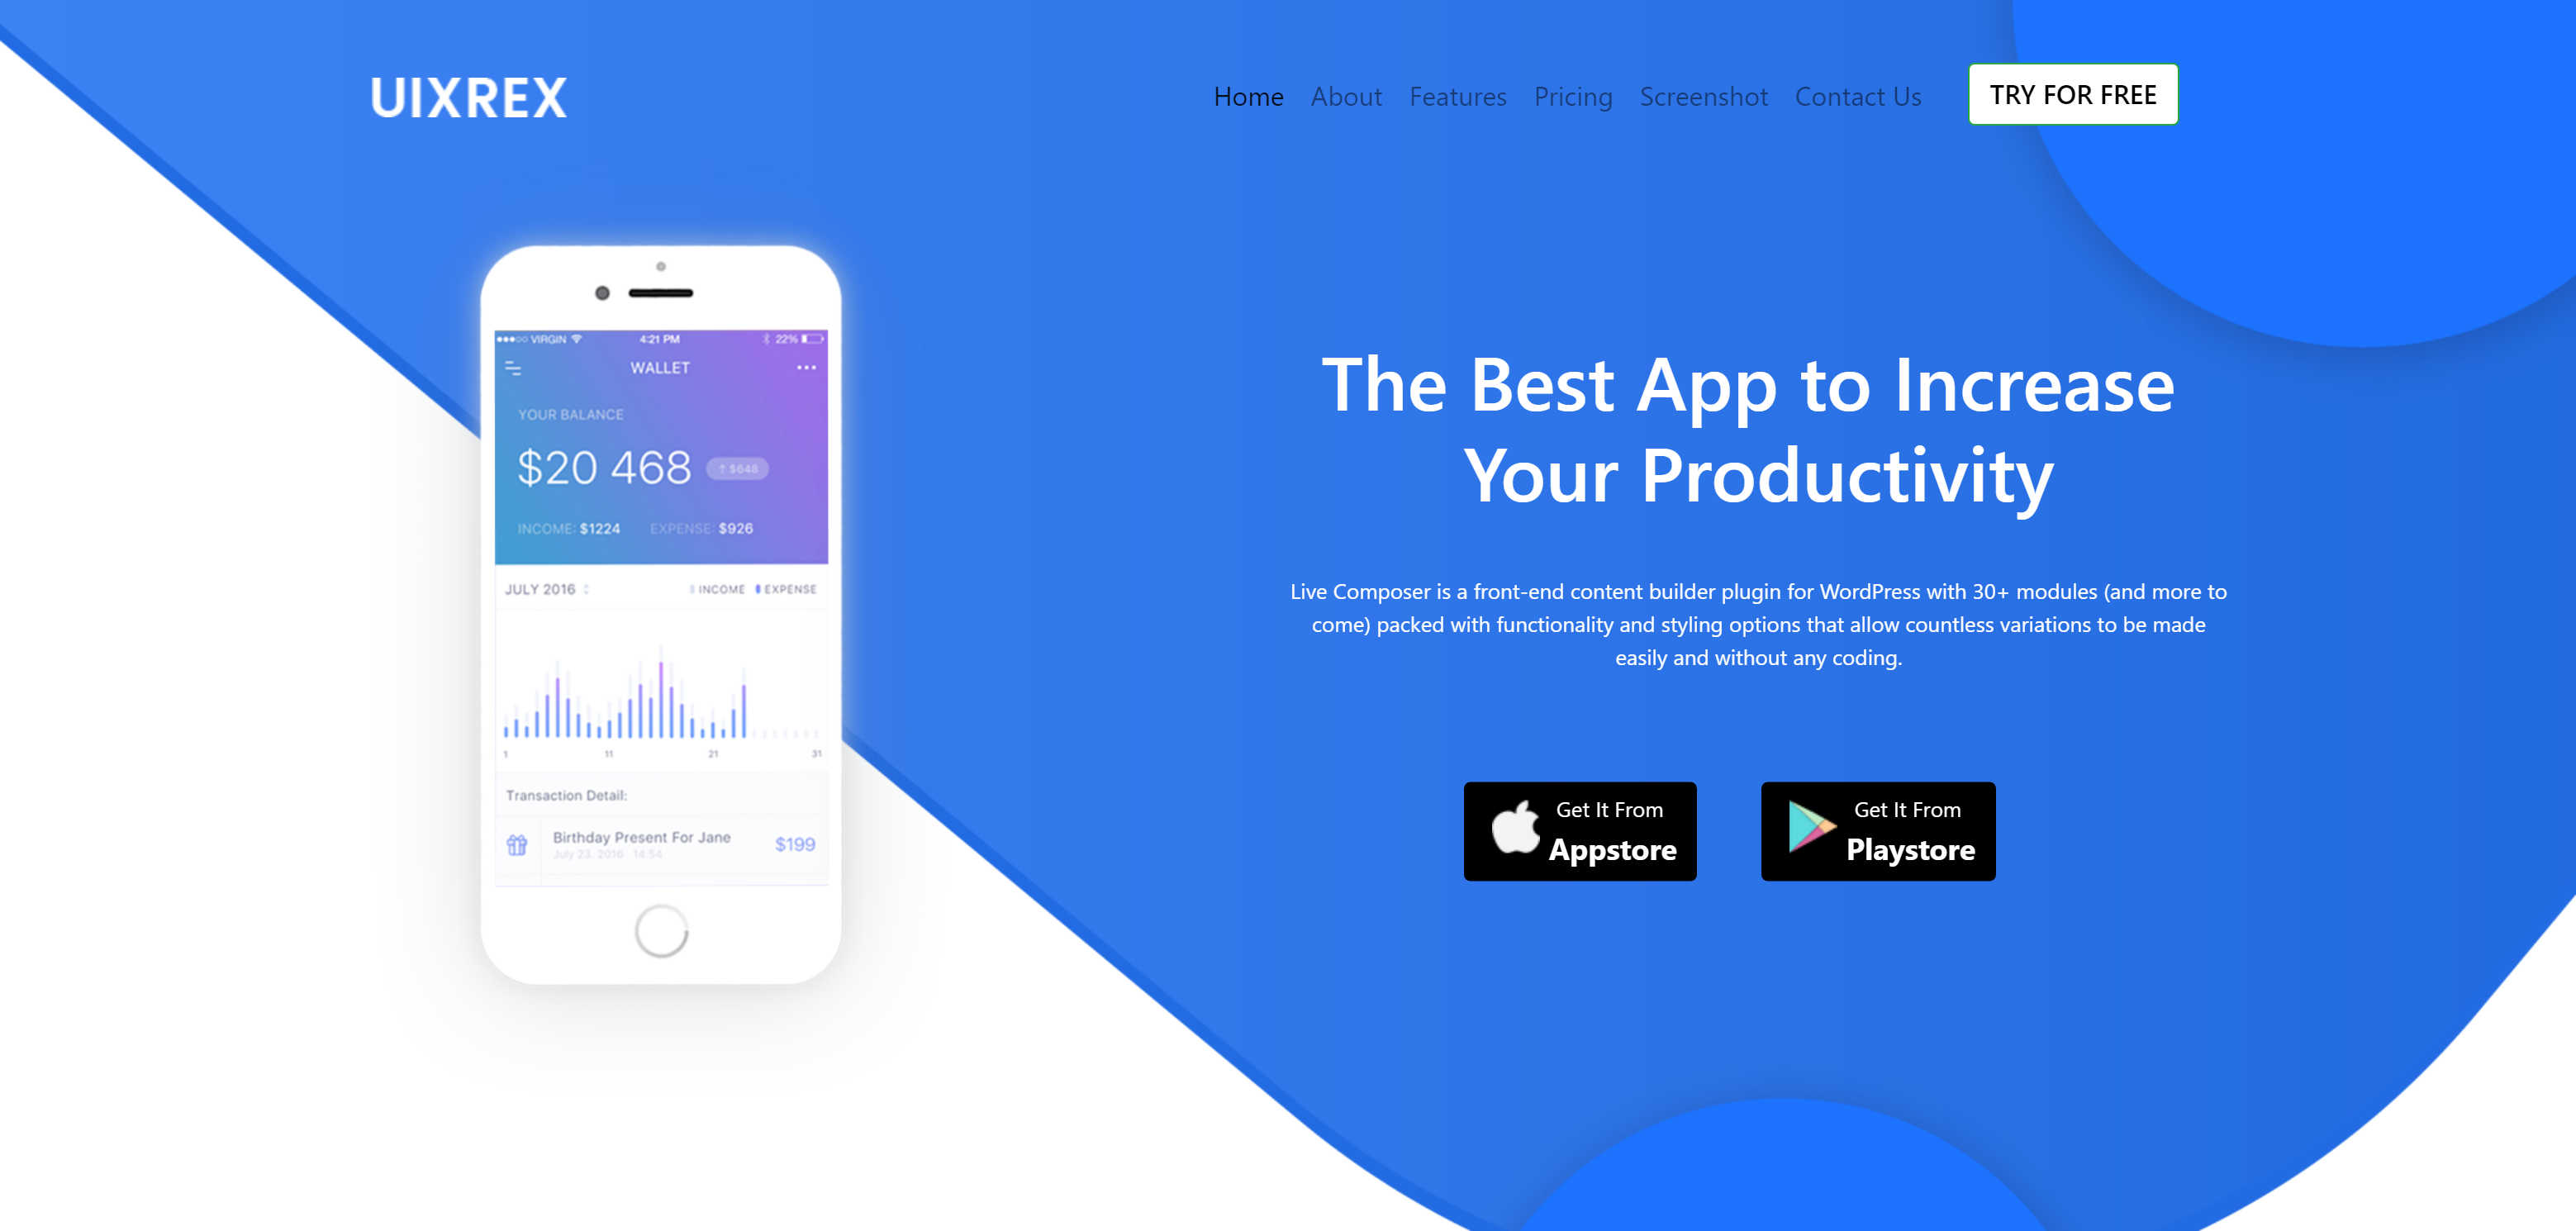 UIXREX
Home About Features Pricing Screenshot Contact Us TRY FOR FREE
VIRGIN 4:21 PM 22%
WALLET
YOUR BALANCE
$20 468 ↑ $648
INCOME: $1224 EXPENSE: $926
JULY 2016 INCOME EXPENSE
1 11 21 31
Transaction Detail:
Birthday Present For Jane $199
July 23, 2016 14:54
The Best App to Increase
Your Productivity
Live Composer is a front-end content builder plugin for WordPress with 30+ modules (and more to
come) packed with functionality and styling options that allow countless variations to be made
easily and without any coding.
Get It From
Appstore
Get It From
Playstore